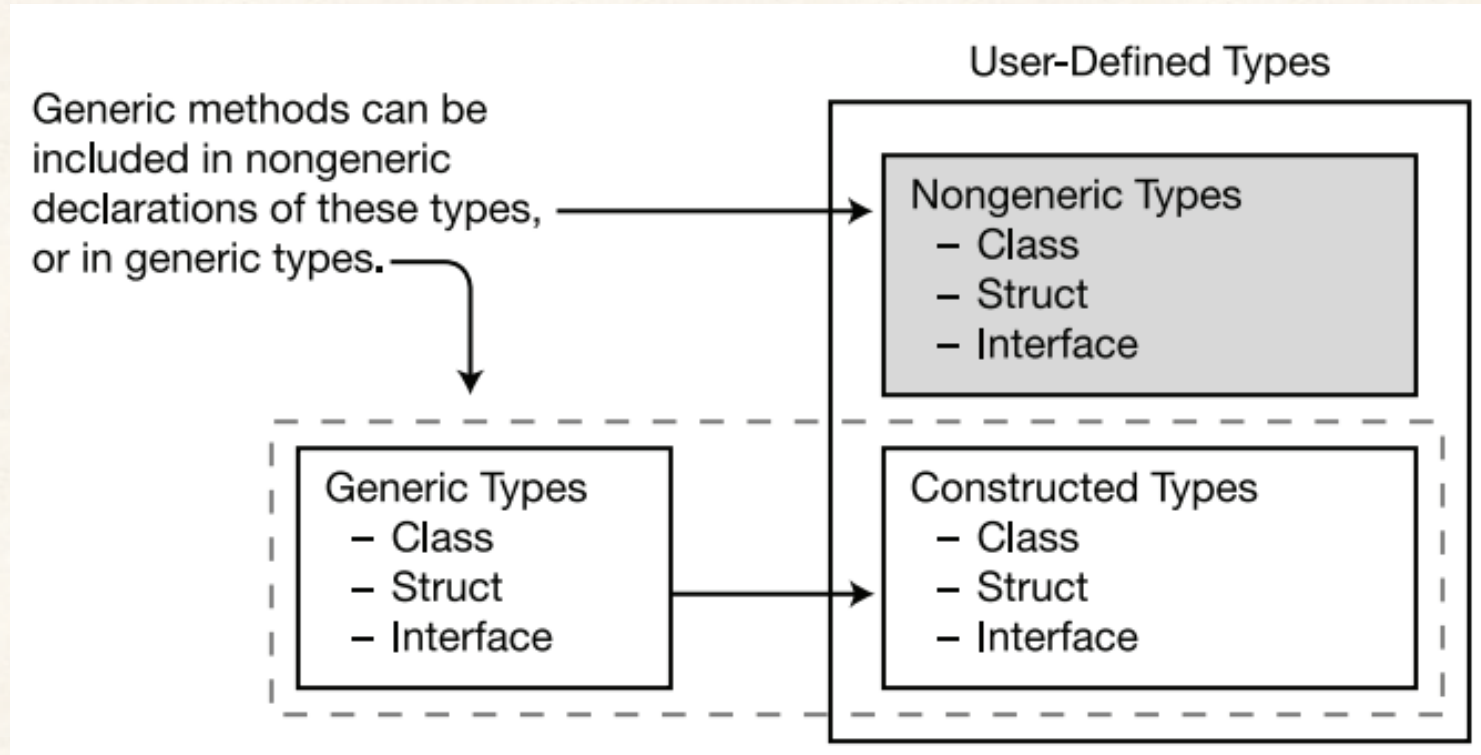 User-Defined Types
Generic methods can be
included in nongeneric
declarations of these types,
or in generic types.
Nongeneric Types
– Class
– Struct
– Interface
Generic Types
– Class
– Struct
– Interface
Constructed Types
– Class
– Struct
– Interface